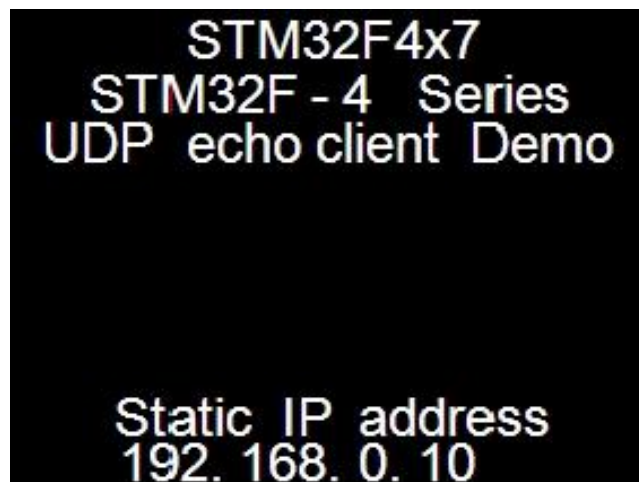 STM32F4x7
STM32F - 4 Series
UDP echo client Demo
Static IP address
192. 168. 0. 10